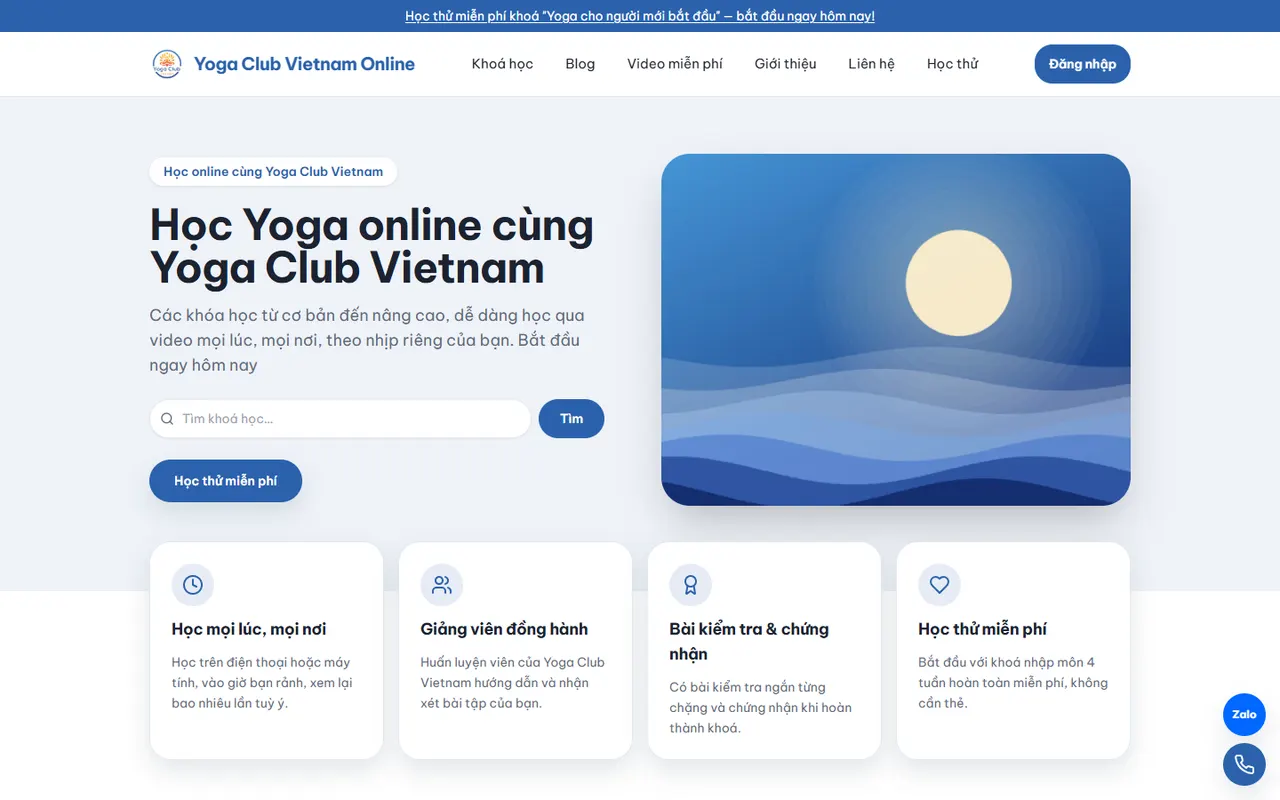 Học thử miễn phí khoá "Yoga cho người mới bắt đầu" — bắt đầu ngay hôm nay!
Yoga Club
Yoga Club Vietnam Online
Khoá học
Blog
Video miễn phí
Giới thiệu
Liên hệ
Học thử
Đăng nhập
Học online cùng Yoga Club Vietnam
Học Yoga online cùng
Yoga Club Vietnam
Các khóa học từ cơ bản đến nâng cao, dễ dàng học qua
video mọi lúc, mọi nơi, theo nhịp riêng của bạn. Bắt đầu
ngay hôm nay
Tìm khoá học...
Tìm
Học thử miễn phí
Học mọi lúc, mọi nơi
Học trên điện thoại hoặc máy
tính, vào giờ bạn rảnh, xem lại
bao nhiêu lần tuỳ ý.
Giảng viên đồng hành
Huấn luyện viên của Yoga Club
Vietnam hướng dẫn và nhận
xét bài tập của bạn.
Bài kiểm tra & chứng
nhận
Có bài kiểm tra ngắn từng
chặng và chứng nhận khi hoàn
thành khoá.
Học thử miễn phí
Bắt đầu với khoá nhập môn 4
tuần hoàn toàn miễn phí, không
cần thẻ.
Zalo